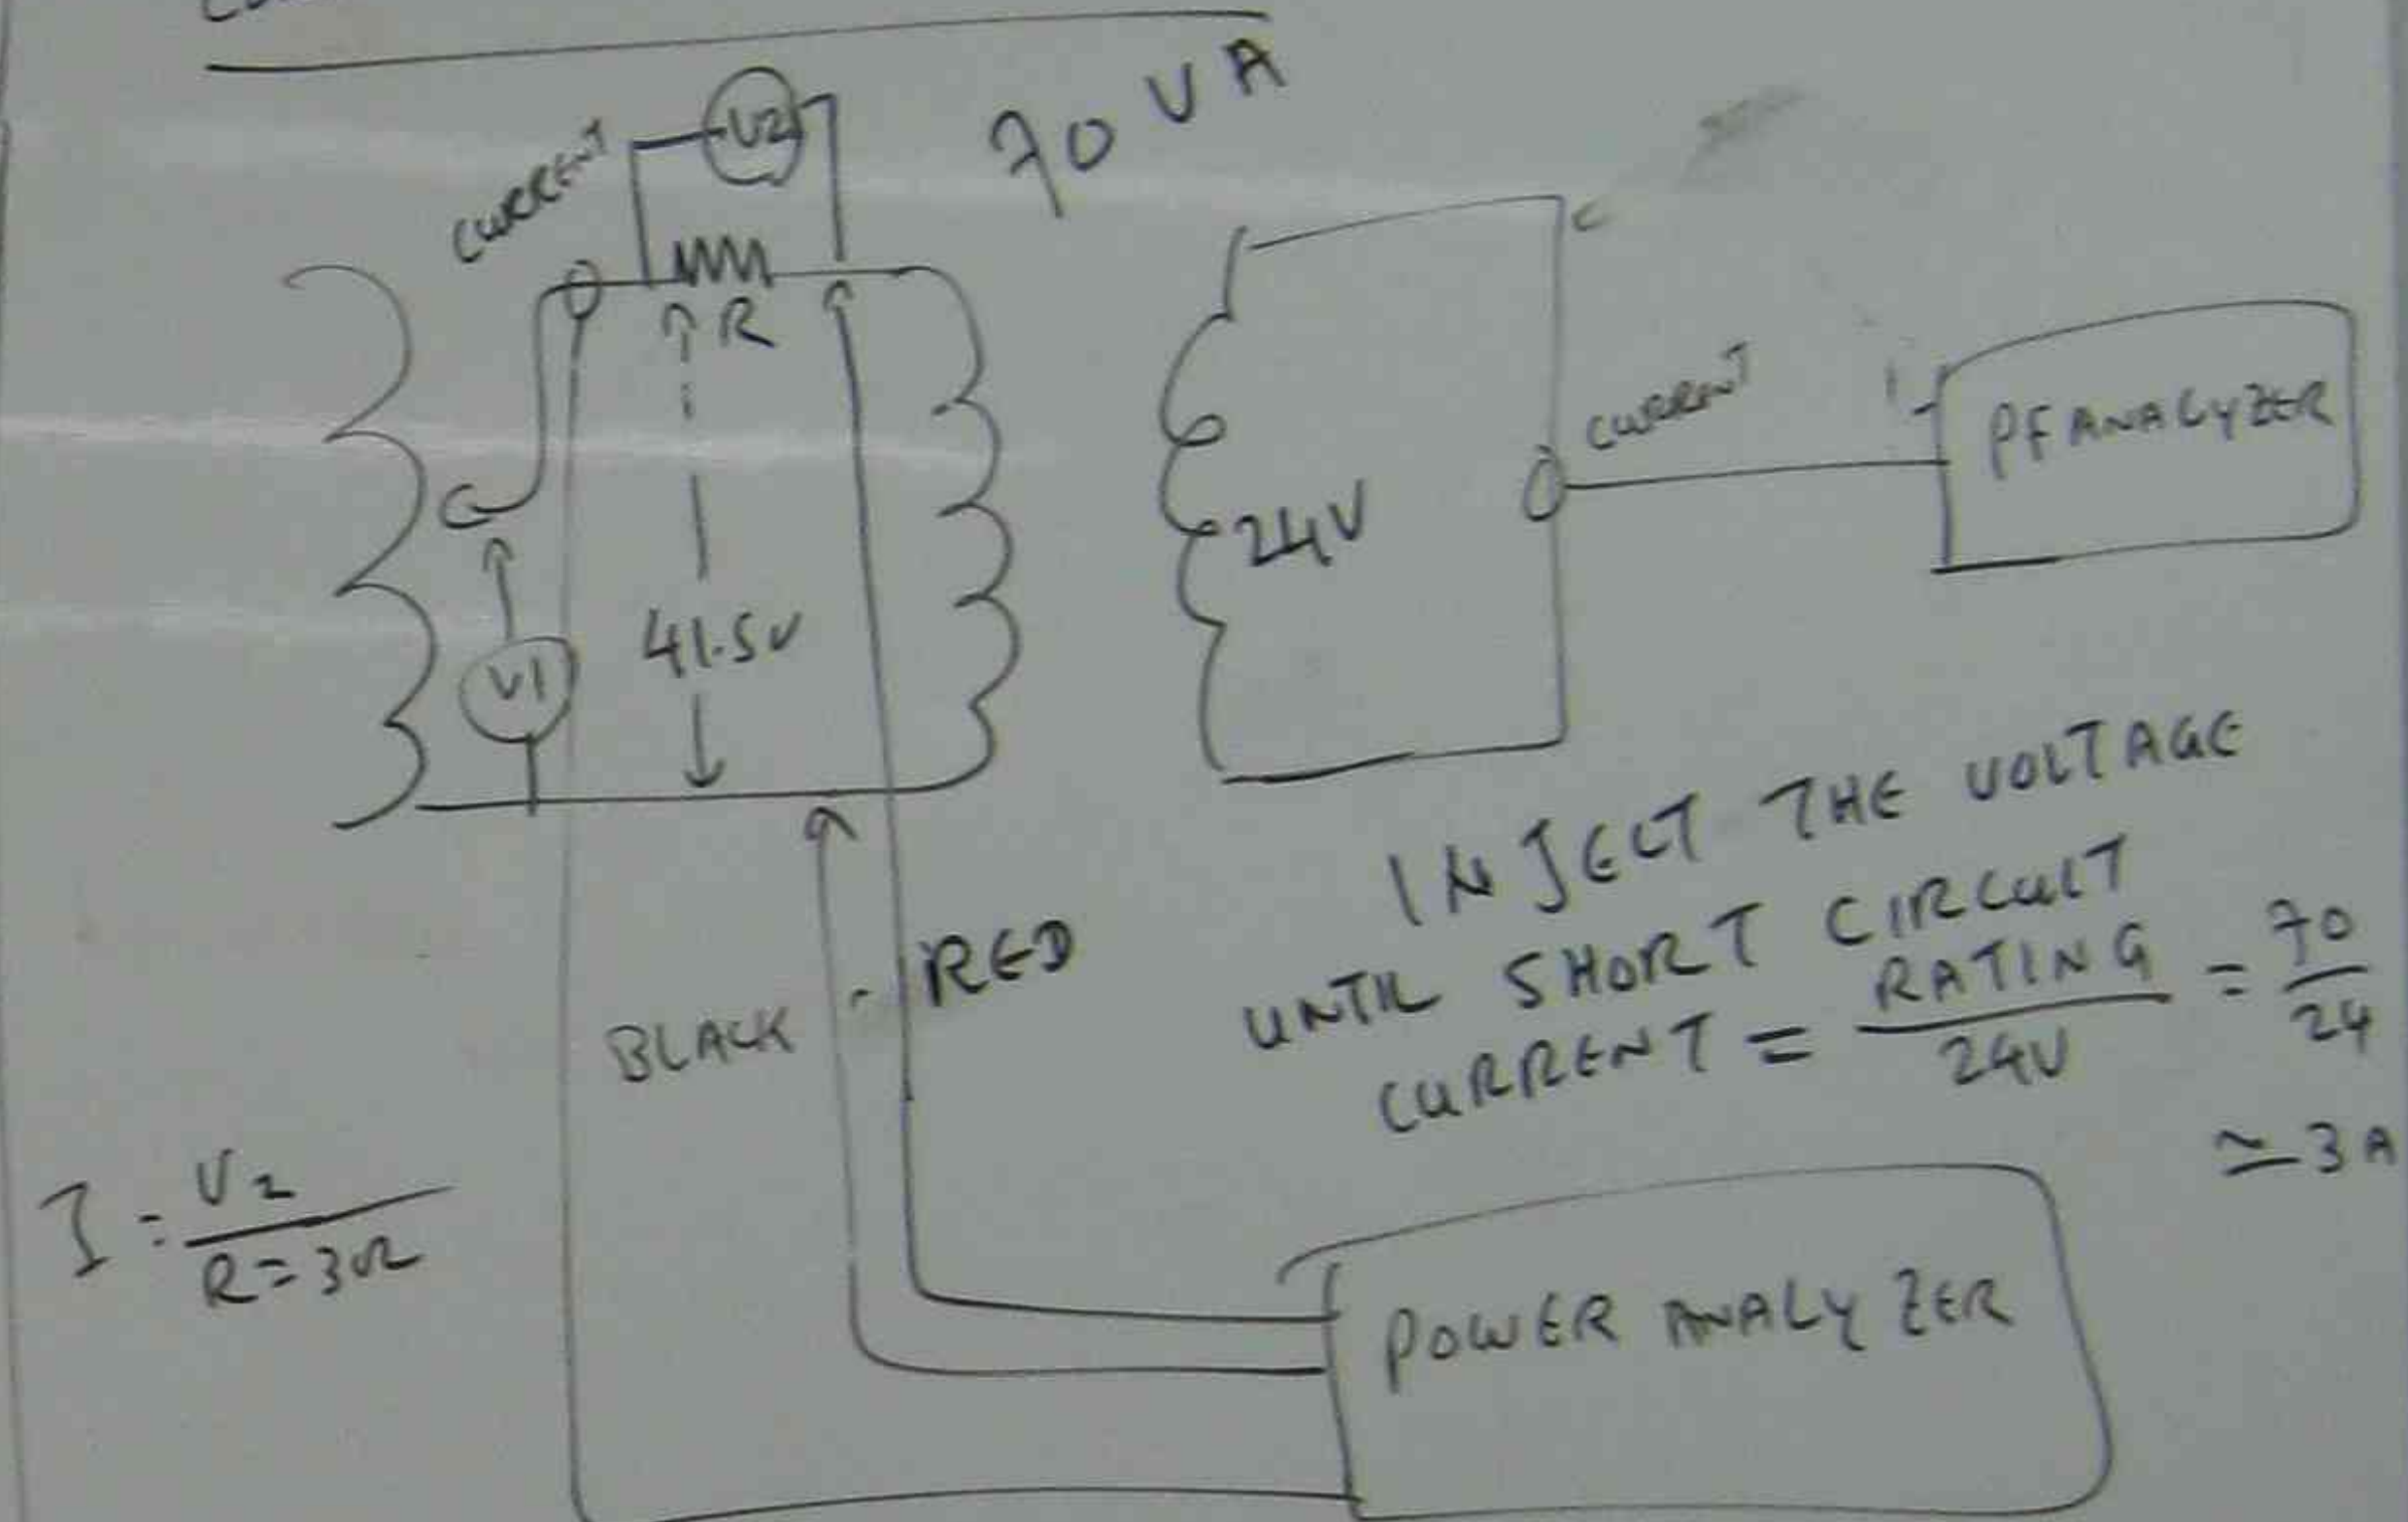 70 VA
V2
CURRENT
R
CURRENT
PF ANALYZER
24V
41.5V
V1
INJECT THE VOLTAGE
UNTIL SHORT CIRCUIT
CURRENT = RATING / 24V = 70 / 24
≃ 3A
RED
BLACK
I = V2 / R = 3Ω
POWER ANALYZER